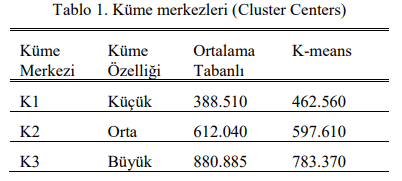 Tablo 1. Küme merkezleri (Cluster Centers)
Küme Merkezi Küme Özelliği Ortalama Tabanlı K-means
K1 Küçük 388.510 462.560
K2 Orta 612.040 597.610
K3 Büyük 880.885 783.370